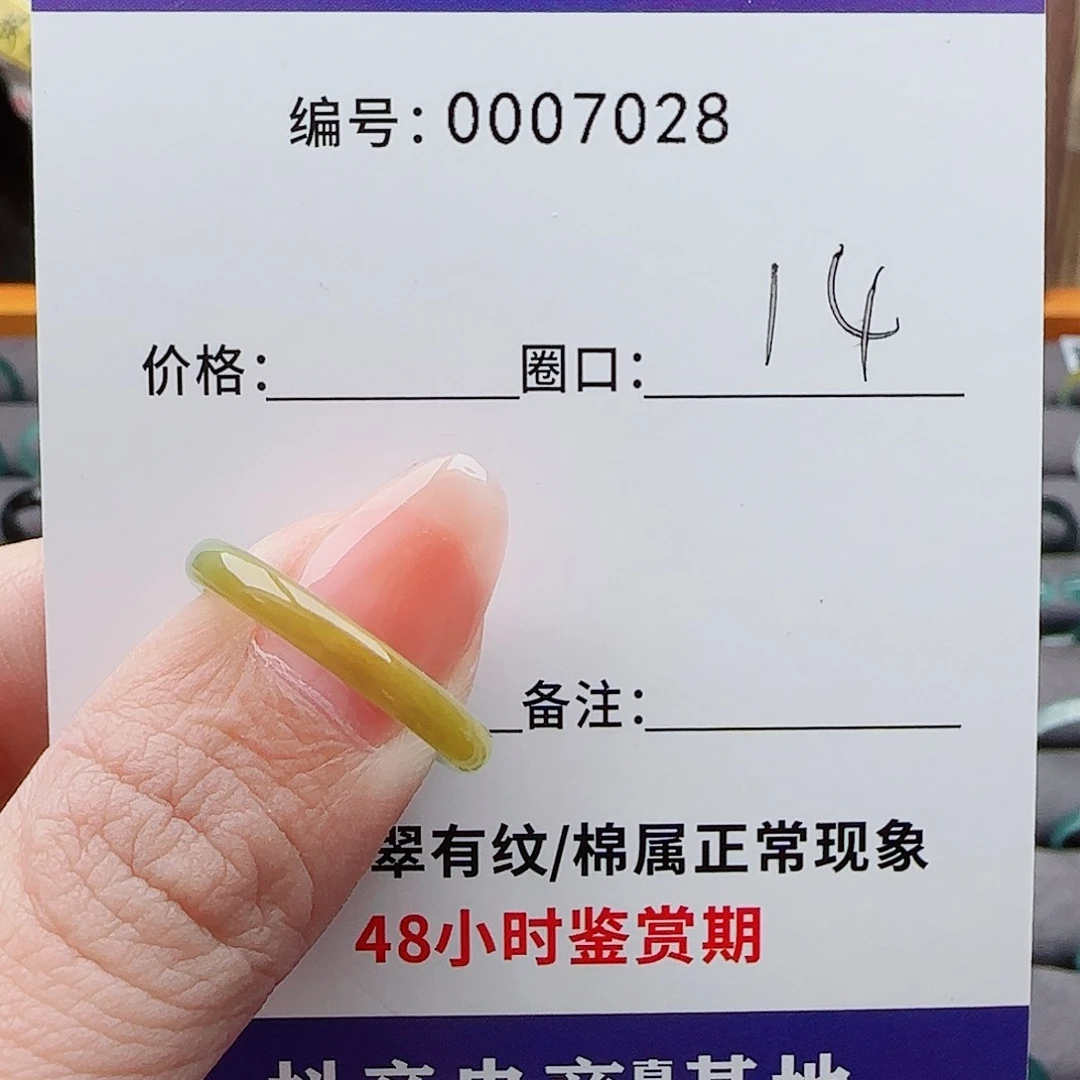 编号：0007028
价格：圈口：14
备注：
翠有纹/棉属正常现象
48小时鉴赏期